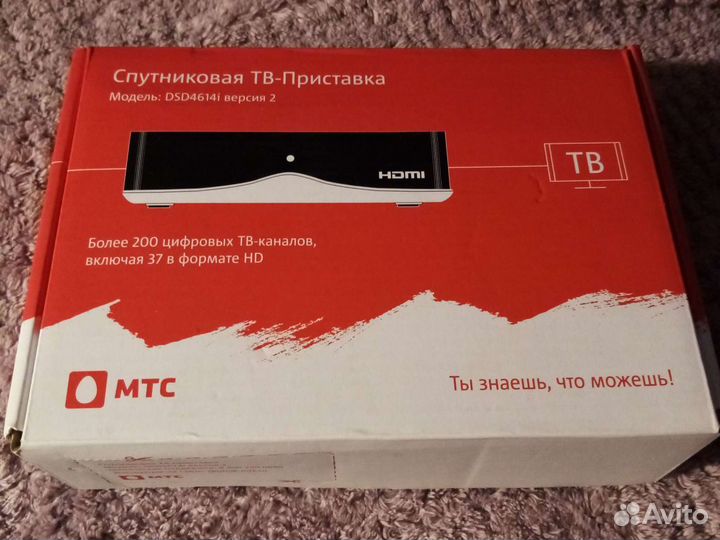 Спутниковая ТВ-Приставка
Модель: DSD4614i версия 2
HDMI
ТВ
Более 200 цифровых ТВ-каналов,
включая 37 в формате HD
МТС
Ты знаешь, что можешь!
МТС
Avito